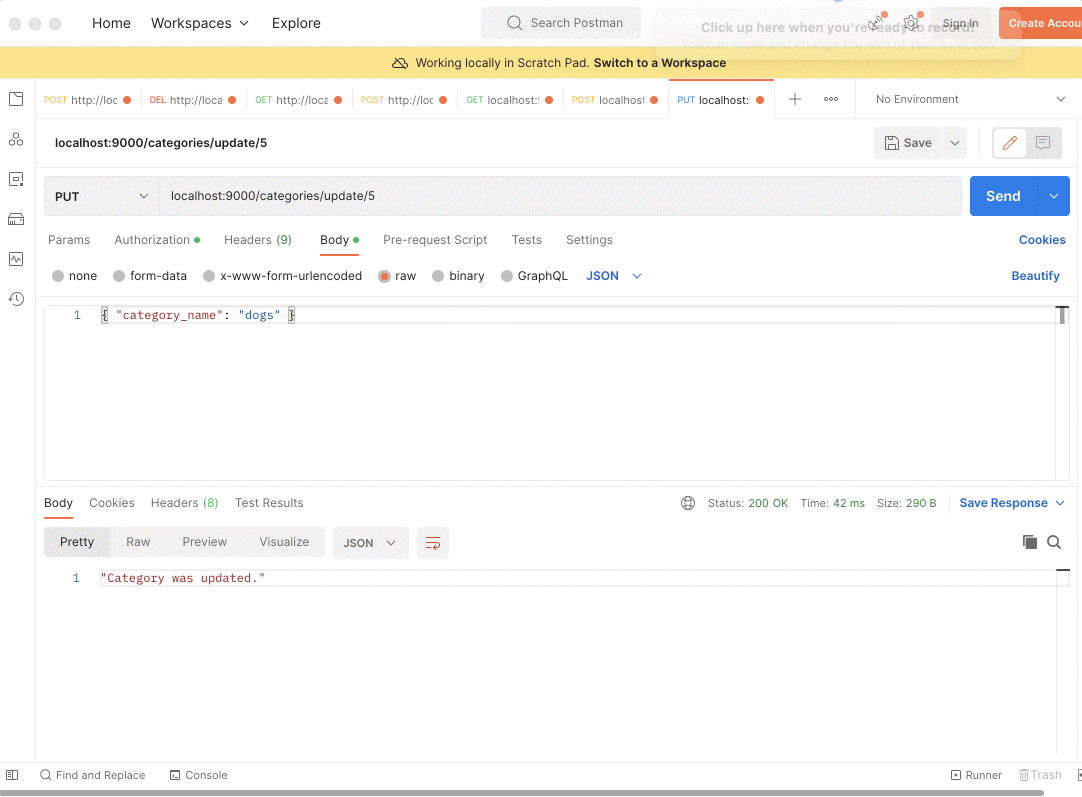 Home Workspaces Explore Search Postman Sign In Create Accou
Click up here when you're ready to record!
You can move and change the size of your selection
Working locally in Scratch Pad. Switch to a Workspace
POST http://loc DEL http://loca GET http://loca POST http://loc GET localhost: POST localhost PUT localhost: No Environment
localhost:9000/categories/update/5 Save
PUT localhost:9000/categories/update/5 Send
Params Authorization Headers (9) Body Pre-request Script Tests Settings Cookies
none form-data x-www-form-urlencoded raw binary GraphQL JSON Beautify
1 { "category_name": "dogs" }
Body Cookies Headers (8) Test Results Status: 200 OK Time: 42 ms Size: 290 B Save Response
Pretty Raw Preview Visualize JSON
1 "Category was updated."
Find and Replace Console Runner Trash